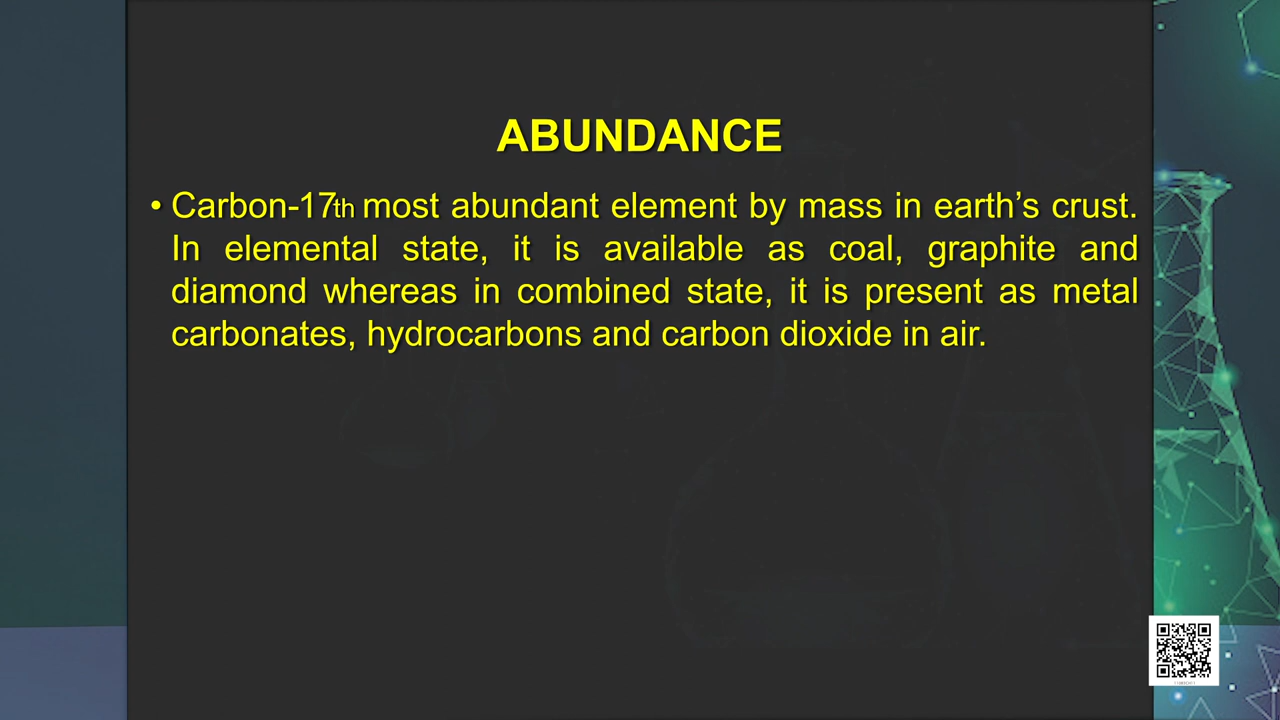 ABUNDANCE
• Carbon-17th most abundant element by mass in earth’s crust.
In elemental state, it is available as coal, graphite and
diamond whereas in combined state, it is present as metal
carbonates, hydrocarbons and carbon dioxide in air.